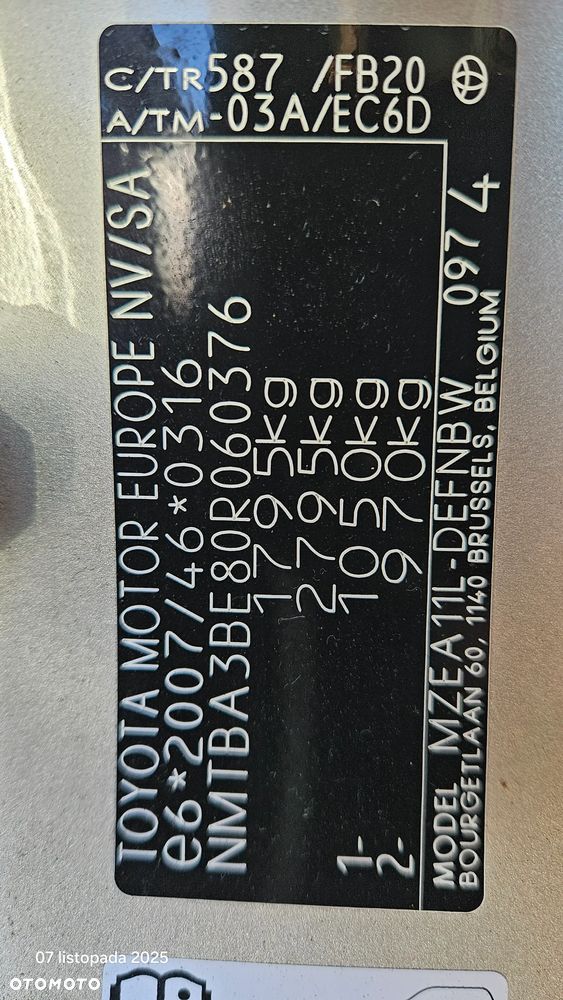 C/TR587 /FB20
A/TM-03A/EC6D
TOYOTA MOTOR EUROPE NV/SA
e6*2007/46*0316
NMTBA3BE80R060376
1795kg
2795kg
1- 1050kg
2- 970kg
MODEL MZEA11L-DEFNBW 097 4
BOURGETLAAN 60, 1140 BRUSSELS, BELGIUM
07 listopada 2025
OTOMOTO